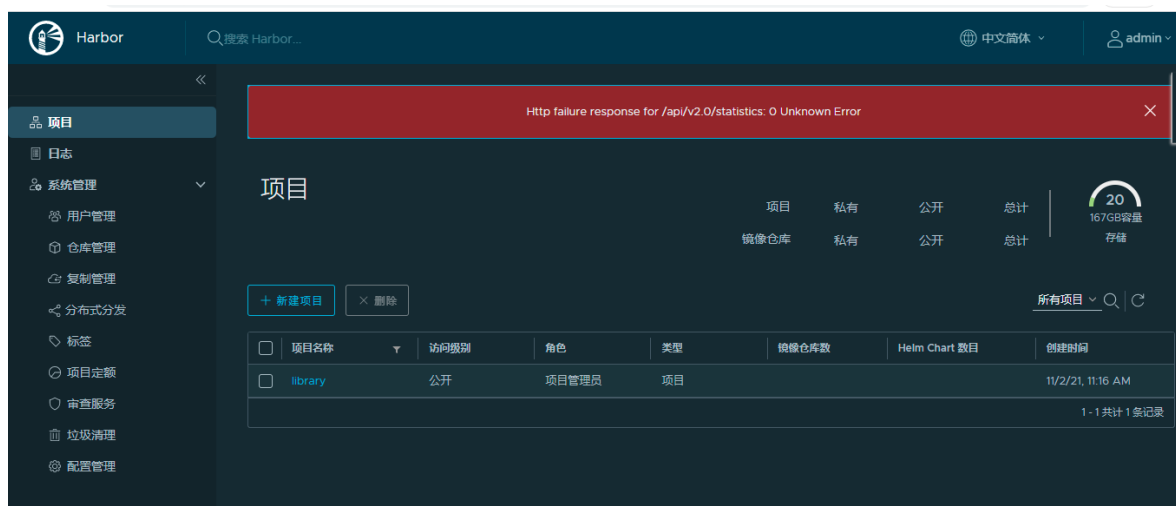 Harbor
搜索 Harbor...
中文简体
admin
Http failure response for /api/v2.0/statistics: 0 Unknown Error
项目
日志
系统管理
用户管理
仓库管理
复制管理
分布式分发
标签
项目定额
审查服务
垃圾清理
配置管理
项目
项目 私有 公开 总计
镜像仓库 私有 公开 总计
20
167GB容量
存储
新建项目 删除
所有项目
项目名称 访问级别 角色 类型 镜像仓库数 Helm Chart 数目 创建时间
library 公开 项目管理员 项目 11/2/21, 11:16 AM
1 - 1 共计 1 条记录